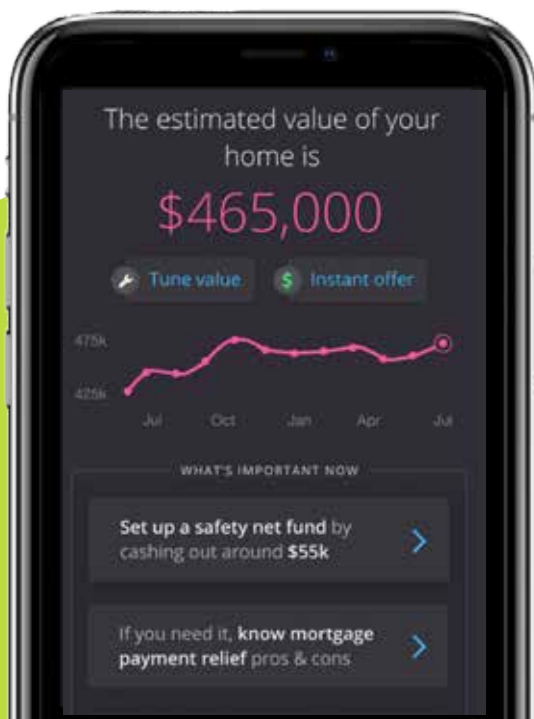 The estimated value of your
home is
$465,000
Tune value
$ Instant offer
475k
425k
Jul Oct Jan Apr Jul
WHAT'S IMPORTANT NOW
Set up a safety net fund by
cashing out around $55k
If you need it, know mortgage
payment relief pros & cons